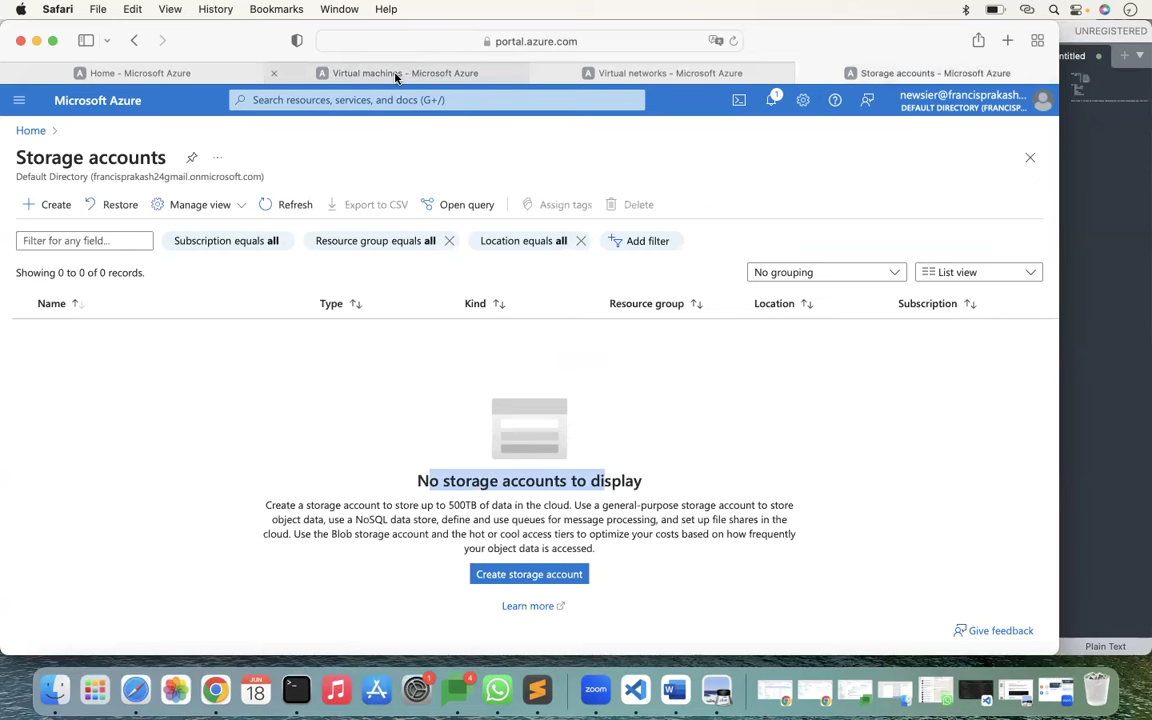 Safari File Edit View History Bookmarks Window Help
portal.azure.com
UNREGISTERED
Home - Microsoft Azure
Virtual machines - Microsoft Azure
Virtual networks - Microsoft Azure
Storage accounts - Microsoft Azure
ntitled
Microsoft Azure
Search resources, services, and docs (G+/)
1
newsier@francisprakash...
DEFAULT DIRECTORY (FRANCISP...
Home
Storage accounts
Default Directory (francisprakash24gmail.onmicrosoft.com)
Create Restore Manage view Refresh Export to CSV Open query Assign tags Delete
Filter for any field... Subscription equals all Resource group equals all Location equals all Add filter
Showing 0 to 0 of 0 records.
No grouping List view
Name Type Kind Resource group Location Subscription
No storage accounts to display
Create a storage account to store up to 500TB of data in the cloud. Use a general-purpose storage account to store
object data, use a NoSQL data store, define and use queues for message processing, and set up file shares in the
cloud. Use the Blob storage account and the hot or cool access tiers to optimize your costs based on how frequently
your object data is accessed.
Create storage account
Learn more
Give feedback
Plain Text
JUN
18
1
4
zoom